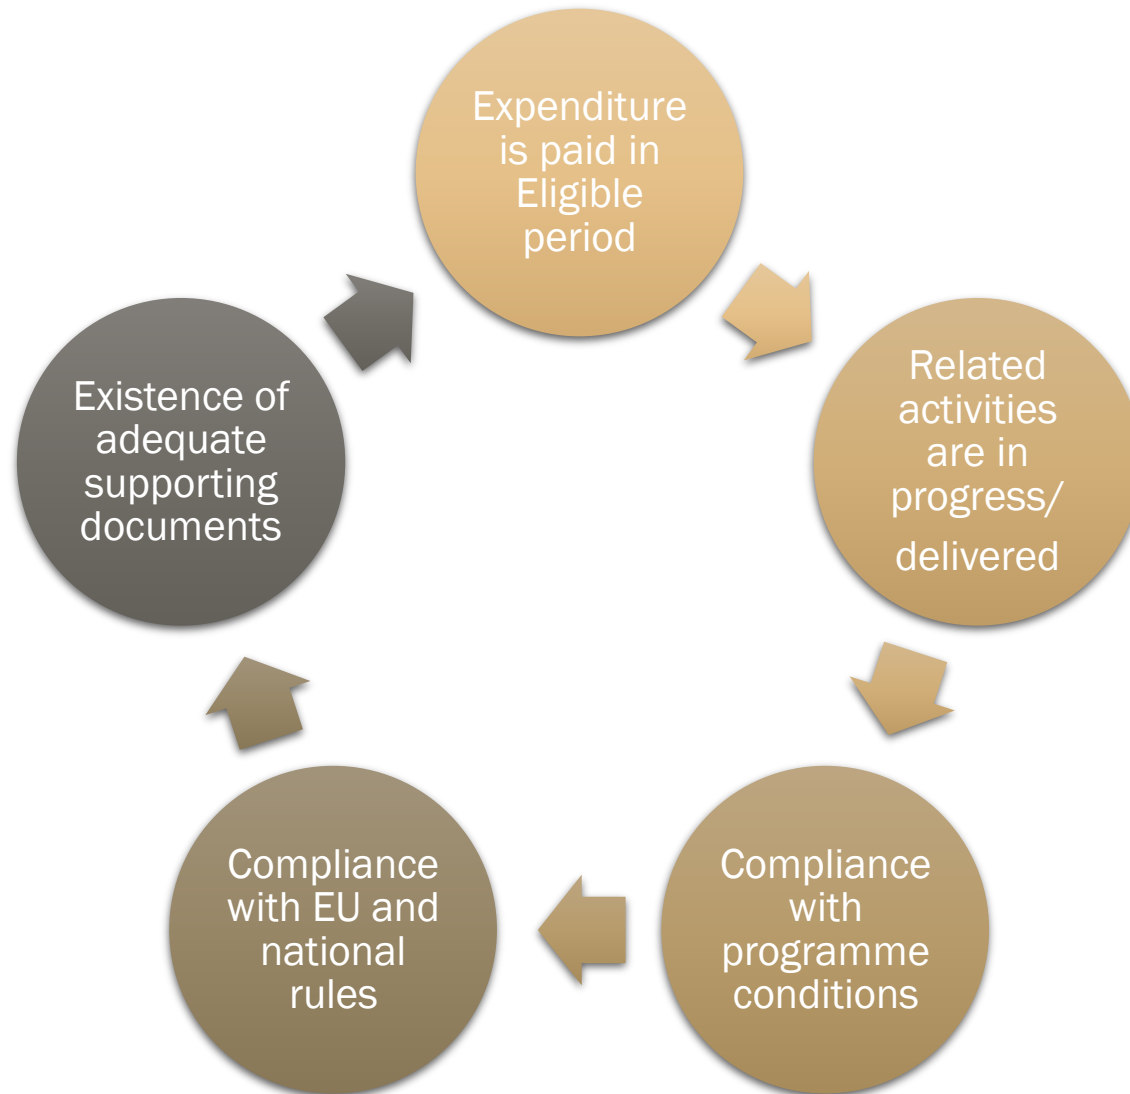 Expenditure
is paid in
Eligible
period
Related
activities
are in
progress/
delivered
Compliance
with
programme
conditions
Compliance
with EU and
national
rules
Existence of
adequate
supporting
documents